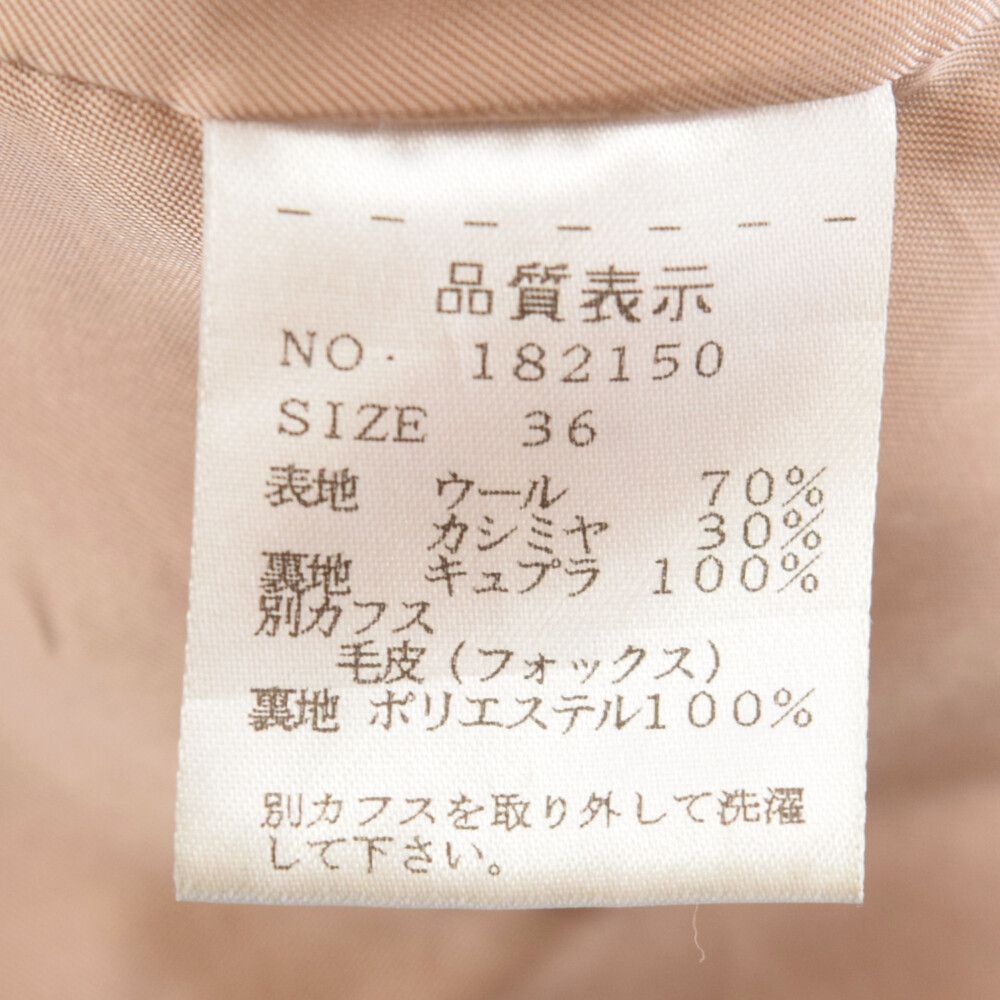 品質表示
NO. 182150
SIZE 36
表地 ウール 70%
カシミヤ 30%
裏地 キュプラ 100%
別カフス
毛皮(フォックス)
裏地 ポリエステル100%
別カフスを取り外して洗濯
して下さい。